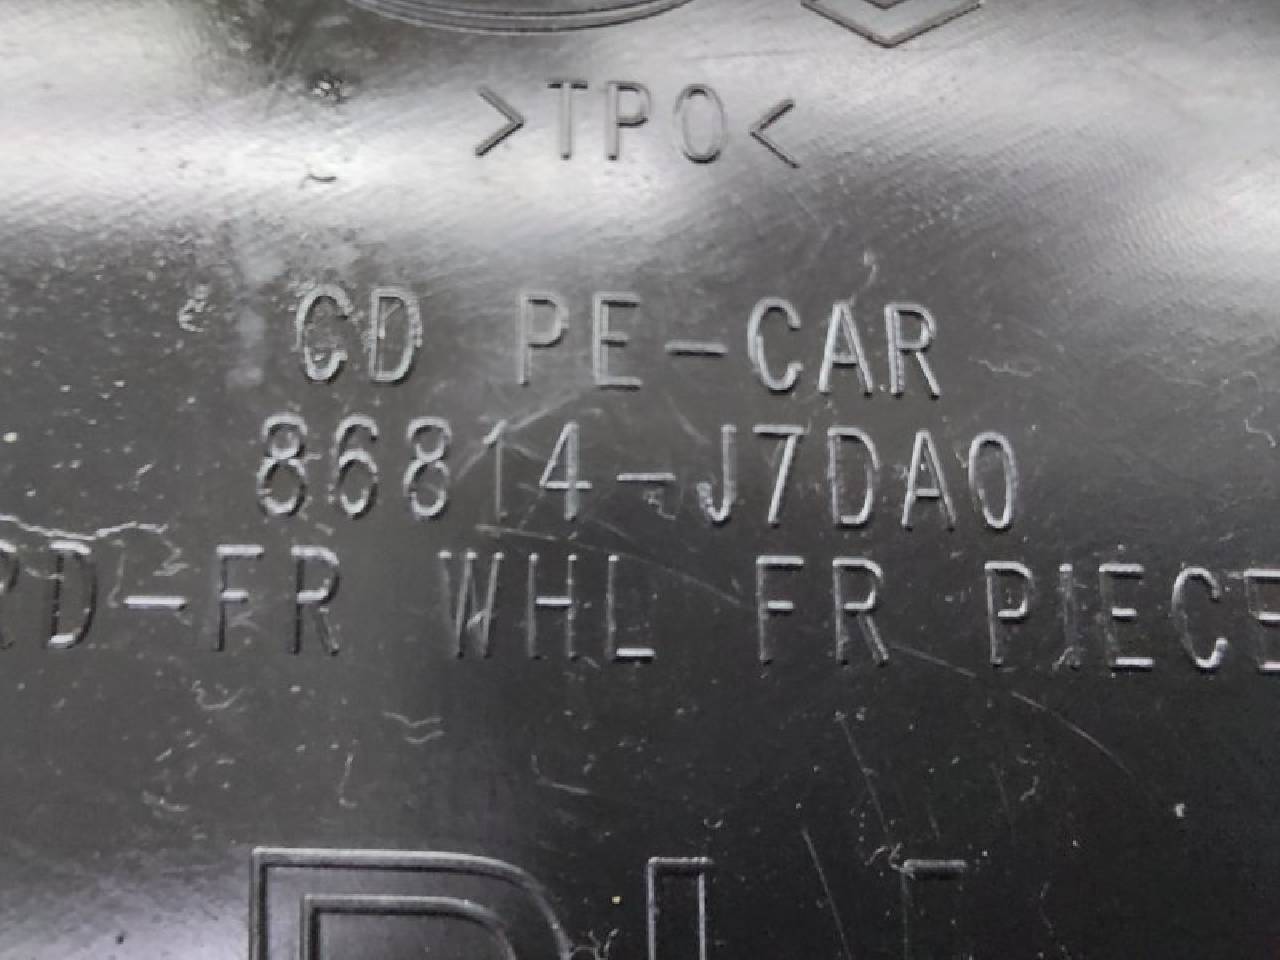 >TPO<
CD PE-CAR
86814-J7DA0
RD-FR WHL FR PIECE